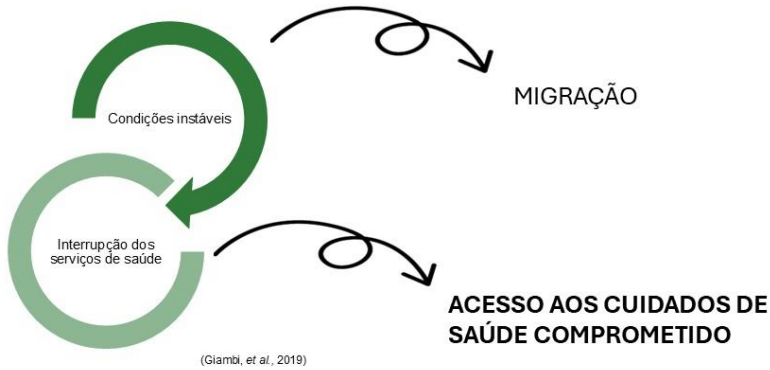 Condições instáveis
MIGRAÇÃO
Interrupção dos
serviços de saúde
ACESSO AOS CUIDADOS DE
SAÚDE COMPROMETIDO
(Giambi, et al., 2019)